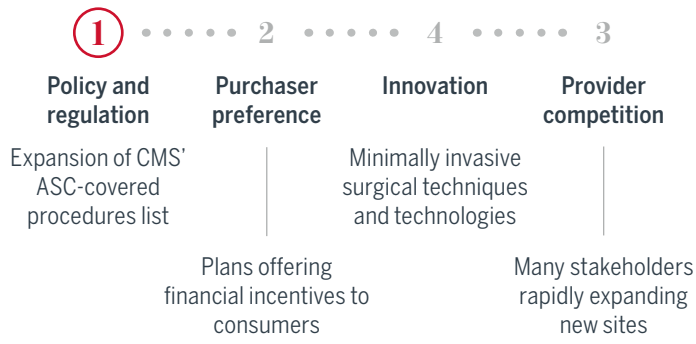 1 2 4 3
Policy and
regulation
Expansion of CMS’
ASC-covered
procedures list
Purchaser
preference
Plans offering
financial incentives to
consumers
Innovation
Minimally invasive
surgical techniques
and technologies
Provider
competition
Many stakeholders
rapidly expanding
new sites